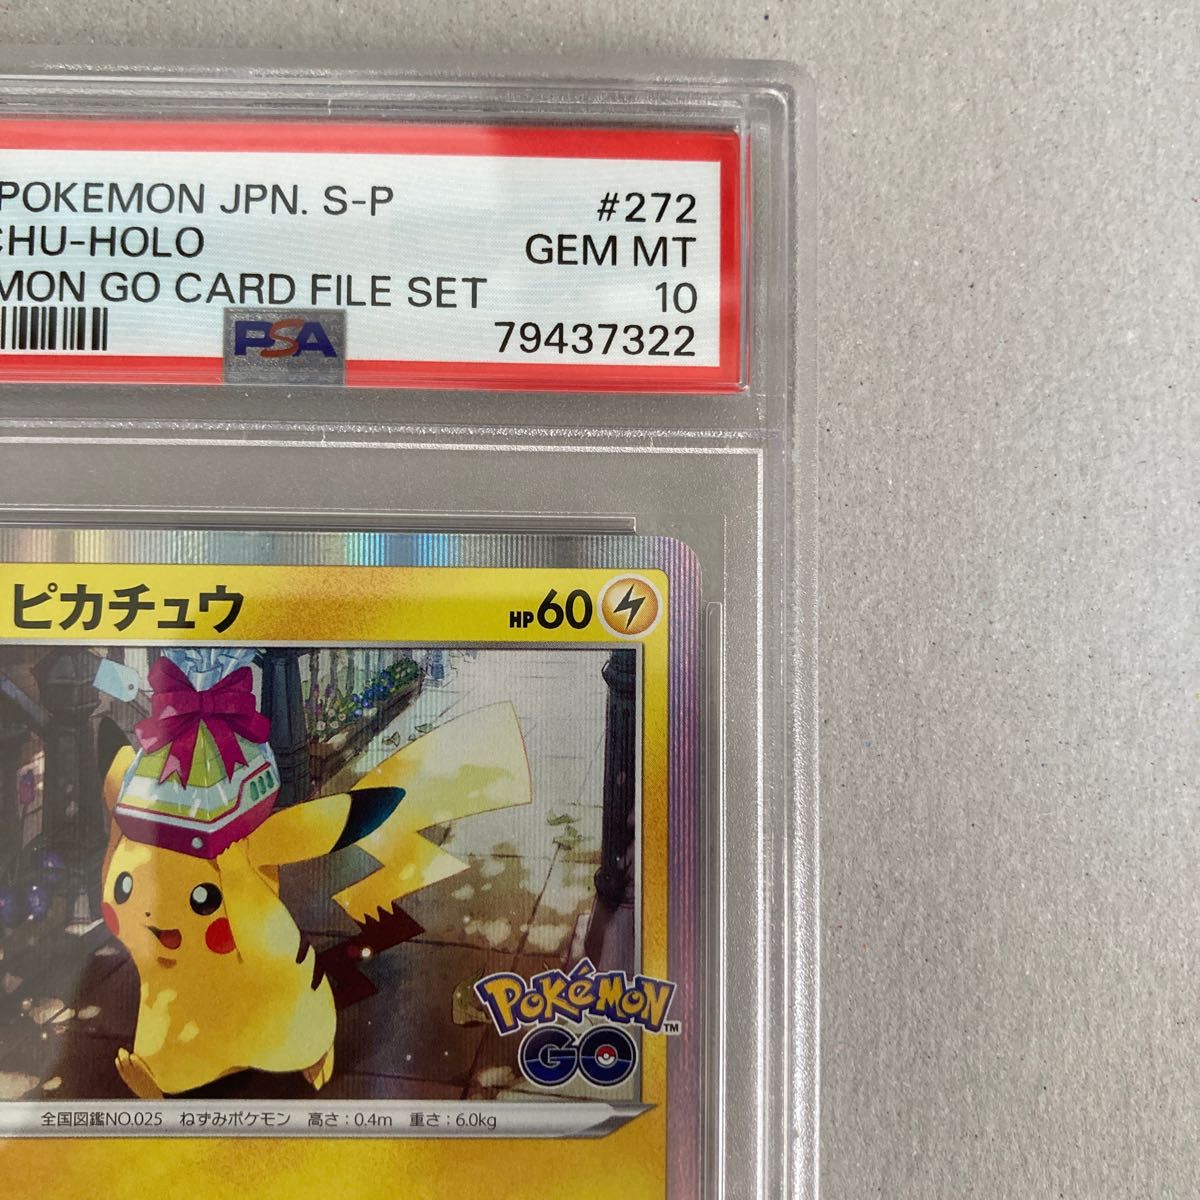 POKEMON JPN. S-P #272
CHU-HOLO GEM MT
MON GO CARD FILE SET 10
PSA 79437322
ピカチュウ HP60
POKéMON™
GO
全国図鑑NO.025 ねずみポケモン 高さ:0.4m 重さ:6.0kg